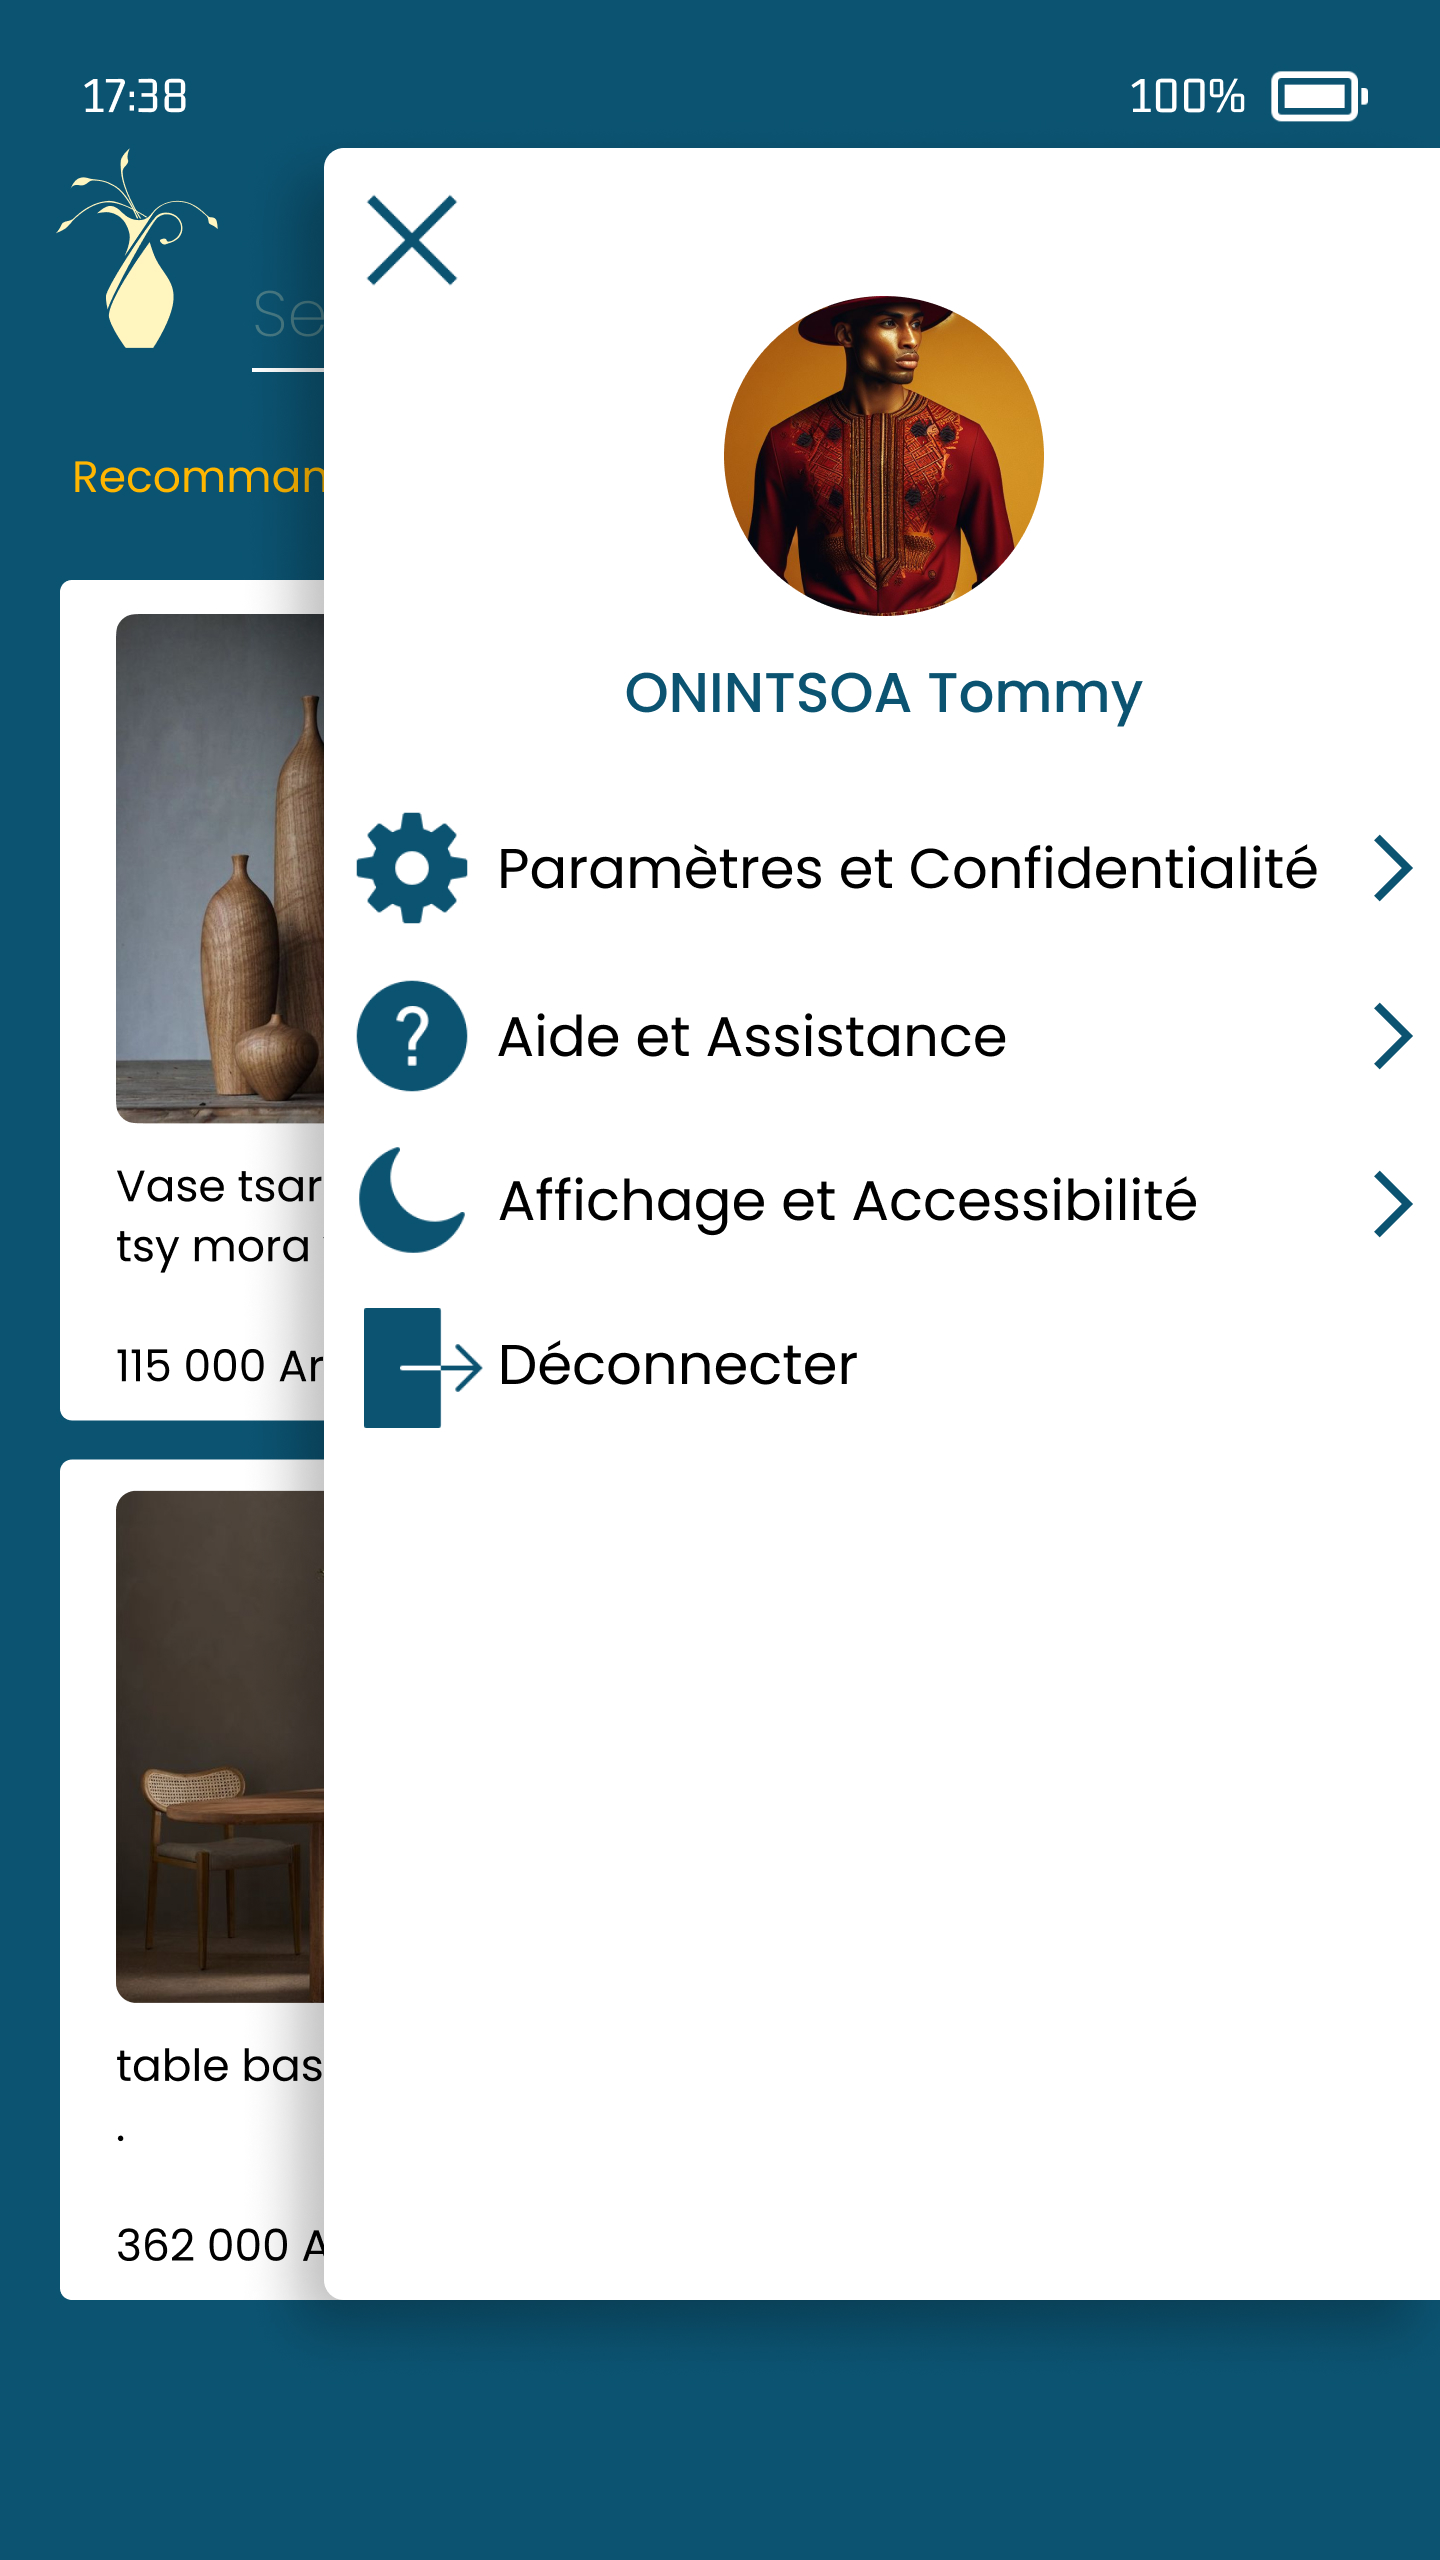 17:38
100%
Se
Recomman
ONINTSOA Tommy
Paramètres et Confidentialité
Aide et Assistance
Affichage et Accessibilité
Déconnecter
Vase tsar
tsy mora
115 000 Ar
table bas
.
362 000 A